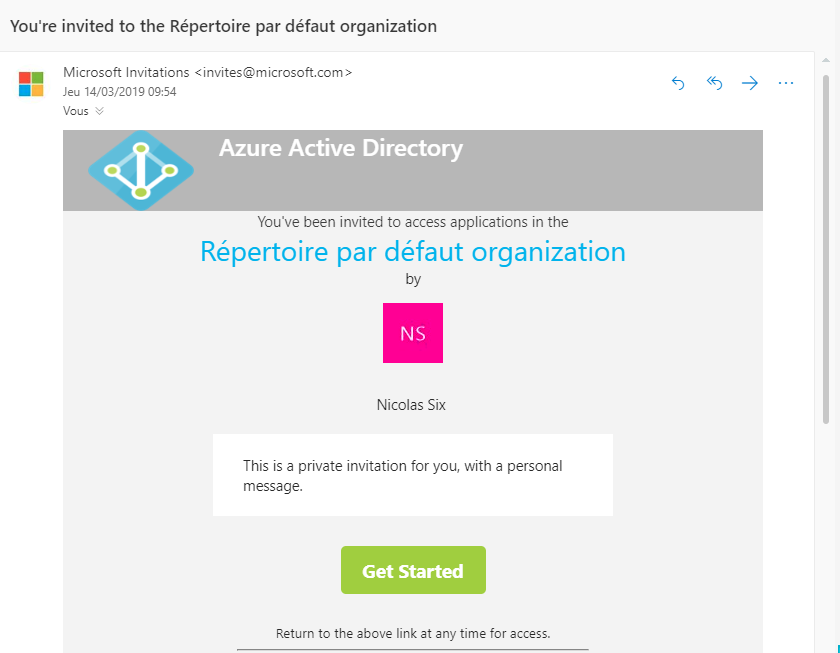 You're invited to the Répertoire par défaut organization
Microsoft Invitations <invites@microsoft.com>
Jeu 14/03/2019 09:54
Vous
Azure Active Directory
You've been invited to access applications in the
Répertoire par défaut organization
by
NS
Nicolas Six
This is a private invitation for you, with a personal
message.
Get Started
Return to the above link at any time for access.